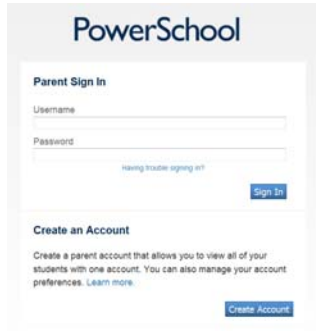 PowerSchool
Parent Sign In
Username
Password
Having trouble signing in?
Sign In
Create an Account
Create a parent account that allows you to view all of your
students with one account. You can also manage your account
preferences. Learn more.
Create Account